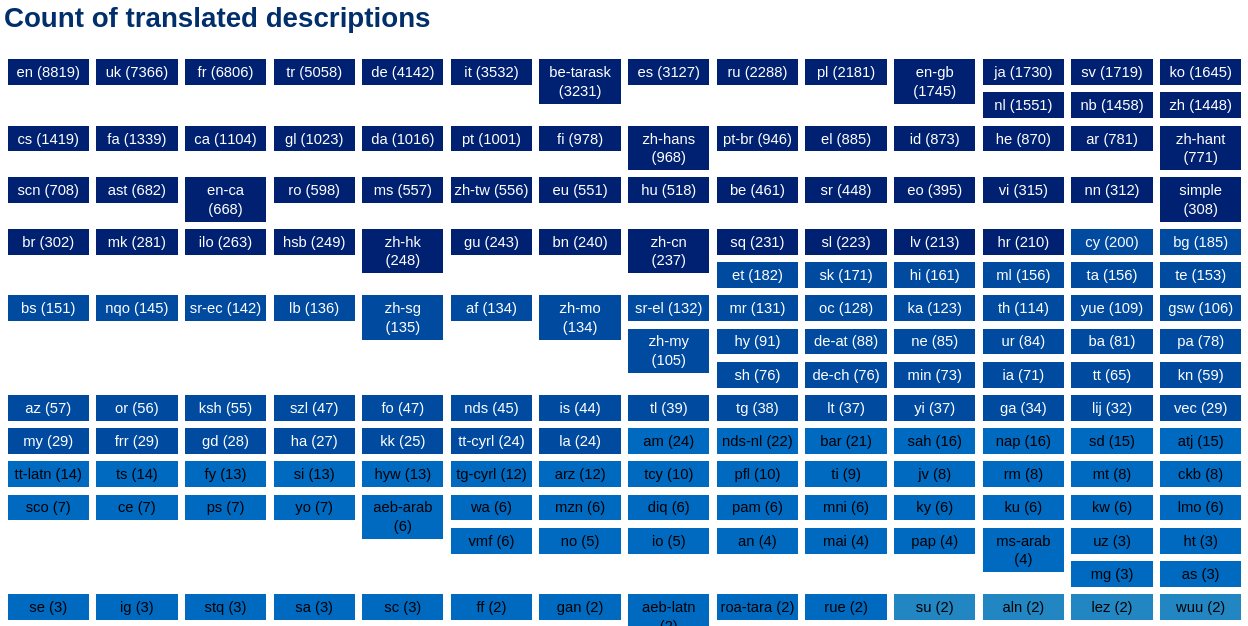 Count of translated descriptions
en (8819) uk (7366) fr (6806) tr (5058) de (4142) it (3532) be-tarask es (3127) ru (2288) pl (2181) en-gb ja (1730) sv (1719) ko (1645)
(3231) (1745)
nl (1551) nb (1458) zh (1448)
cs (1419) fa (1339) ca (1104) gl (1023) da (1016) pt (1001) fi (978) zh-hans pt-br (946) el (885) id (873) he (870) ar (781) zh-hant
(968) (771)
scn (708) ast (682) en-ca ro (598) ms (557) zh-tw (556) eu (551) hu (518) be (461) sr (448) eo (395) vi (315) nn (312) simple
(668) (308)
br (302) mk (281) ilo (263) hsb (249) zh-hk gu (243) bn (240) zh-cn sq (231) sl (223) lv (213) hr (210) cy (200) bg (185)
(248) (237)
et (182) sk (171) hi (161) ml (156) ta (156) te (153)
bs (151) nqo (145) sr-ec (142) lb (136) zh-sg af (134) zh-mo sr-el (132) mr (131) oc (128) ka (123) th (114) yue (109) gsw (106)
(135) (134)
zh-my hy (91) de-at (88) ne (85) ur (84) ba (81) pa (78)
(105)
sh (76) de-ch (76) min (73) ia (71) tt (65) kn (59)
az (57) or (56) ksh (55) szl (47) fo (47) nds (45) is (44) tl (39) tg (38) lt (37) yi (37) ga (34) lij (32) vec (29)
my (29) frr (29) gd (28) ha (27) kk (25) tt-cyrl (24) la (24) am (24) nds-nl (22) bar (21) sah (16) nap (16) sd (15) atj (15)
tt-latn (14) ts (14) fy (13) si (13) hyw (13) tg-cyrl (12) arz (12) tcy (10) pfl (10) ti (9) jv (8) rm (8) mt (8) ckb (8)
sco (7) ce (7) ps (7) yo (7) aeb-arab wa (6) mzn (6) diq (6) pam (6) mni (6) ky (6) ku (6) kw (6) lmo (6)
(6)
vmf (6) no (5) io (5) an (4) mai (4) pap (4) ms-arab uz (3) ht (3)
(4)
mg (3) as (3)
se (3) ig (3) stq (3) sa (3) sc (3) ff (2) gan (2) aeb-latn roa-tara (2) rue (2) su (2) aln (2) lez (2) wuu (2)